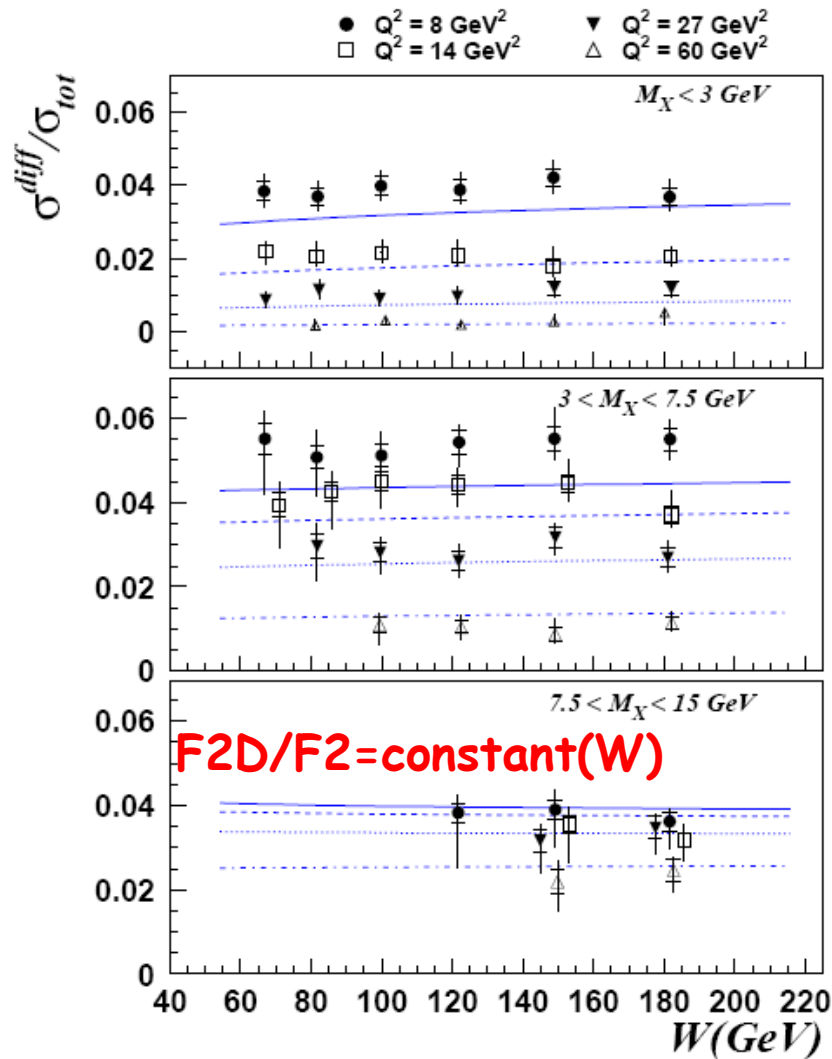 ● Q² = 8 GeV² ▼ Q² = 27 GeV²
□ Q² = 14 GeV² △ Q² = 60 GeV²
σ^diff/σ_tot
M_X < 3 GeV
0.06
0.04
0.02
0
3 < M_X < 7.5 GeV
0.06
0.04
0.02
0
7.5 < M_X < 15 GeV
0.06
F2D/F2=constant(W)
0.04
0.02
0
40 60 80 100 120 140 160 180 200 220
W(GeV)